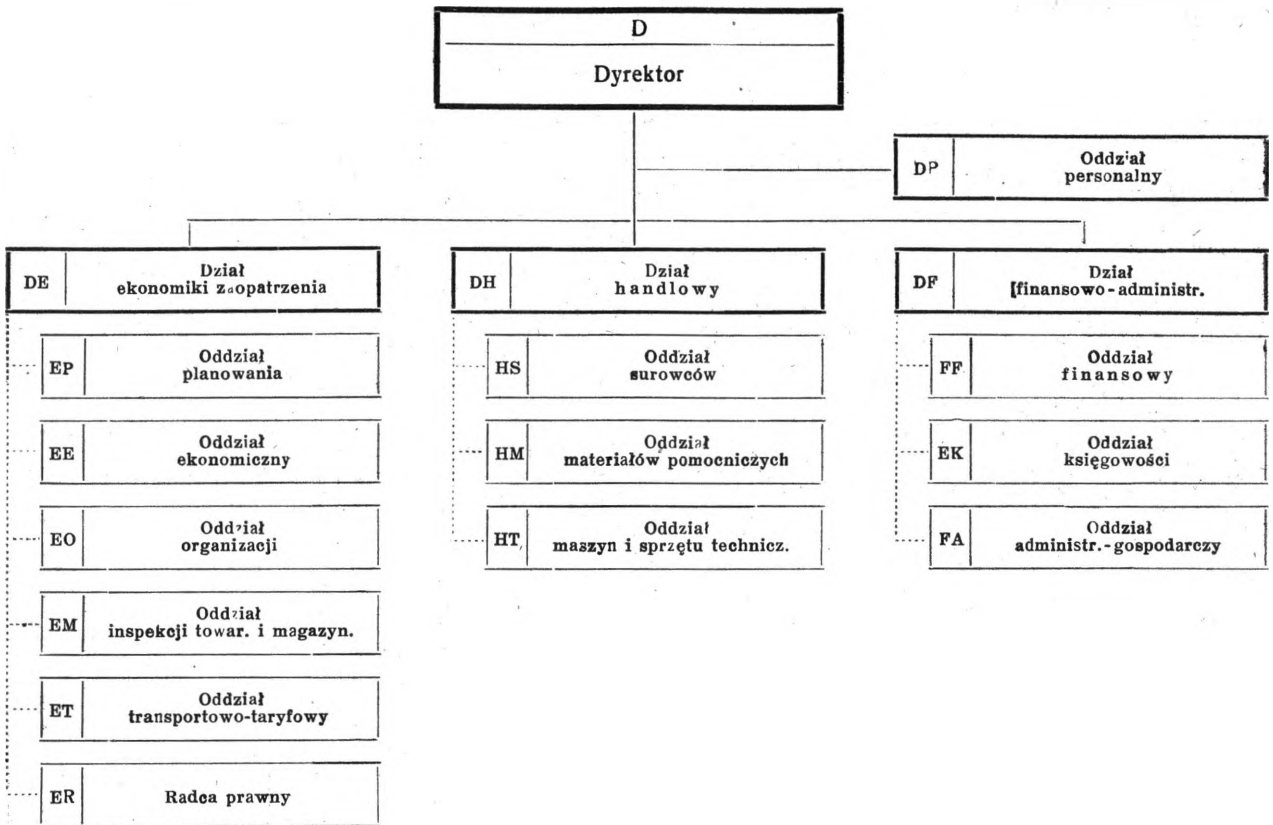 D
Dyrektor
DP
Oddział
personalny
DE
Dział
ekonomiki zaopatrzenia
DH
Dział
handlowy
DF
Dział
[finansowo-administr.
EP
Oddział
planowania
HS
Oddział
surowców
FF
Oddział
finansowy
EE
Oddział
ekonomiczny
HM
Oddział
materiałów pomocniczych
EK
Oddział
księgowości
EO
Oddział
organizacji
HT
Oddział
maszyn i sprzętu technicz.
FA
Oddział
administr.-gospodarczy
EM
Oddział
inspekcji towar. i magazyn.
ET
Oddział
transportowo-taryfowy
ER
Radca prawny